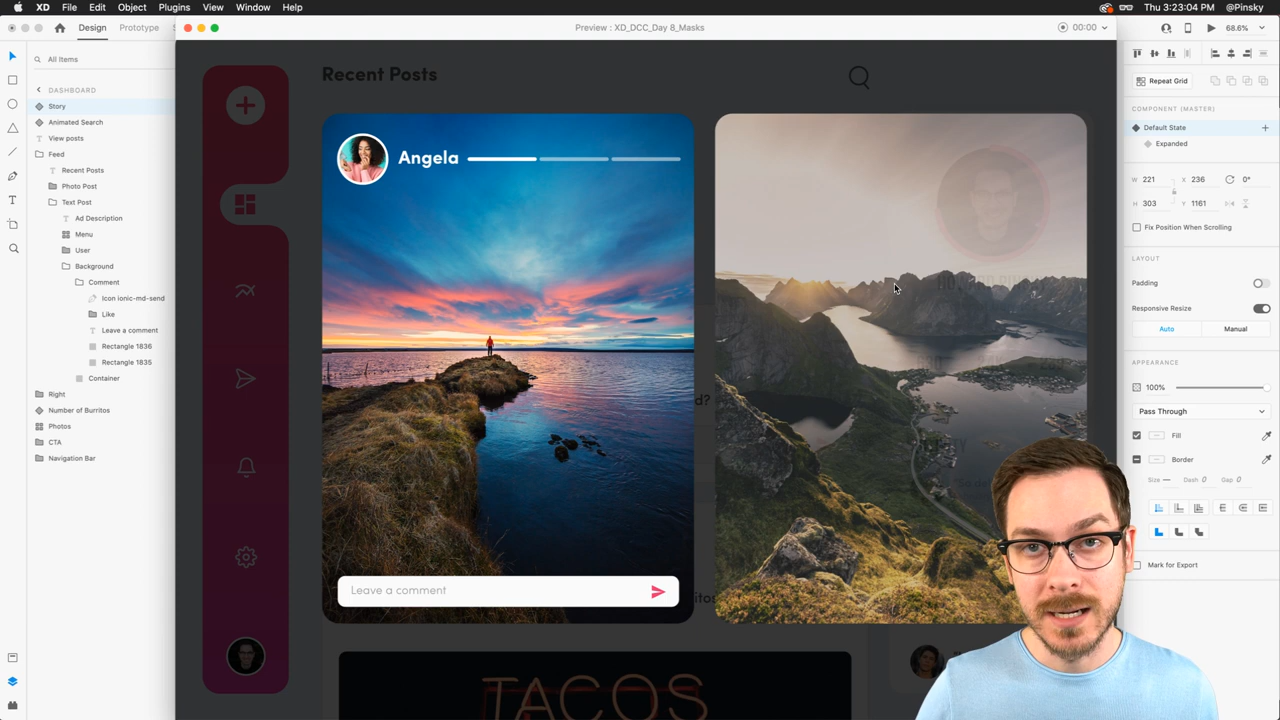 XD File Edit Object Plugins View Window Help
Thu 3:23:04 PM @Pinsky
Design Prototype S
Preview : XD_DCC_Day 8_Masks
00:00
68.6%
All Items
DASHBOARD
Story
Animated Search
View posts
Feed
Recent Posts
Photo Post
Text Post
Ad Description
Menu
User
Background
Comment
Icon ionic-md-send
Like
Leave a comment
Rectangle 1836
Rectangle 1835
Container
Right
Number of Burritos
Photos
CTA
Navigation Bar
Recent Posts
Angela
Leave a comment
d?
itos
TACOS
Repeat Grid
COMPONENT (MASTER)
Default State
Expanded
W 221 X 236 0°
H 303 Y 1161
Fix Position When Scrolling
LAYOUT
Padding
Responsive Resize
Auto Manual
APPEARANCE
100%
Pass Through
Fill
Border
Size — Dash 0 Gap 0
Mark for Export